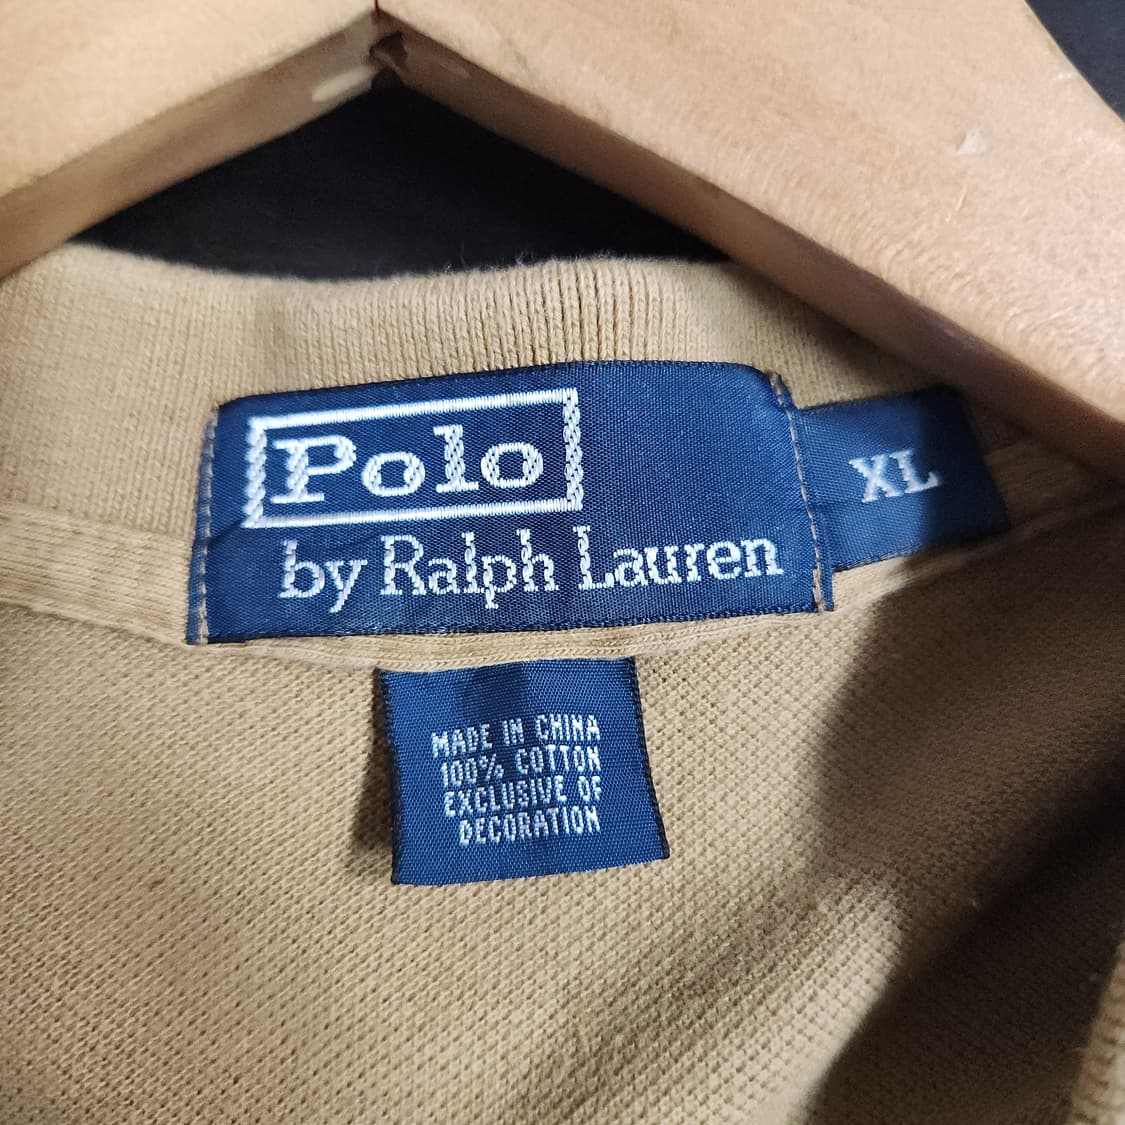 Polo
by Ralph Lauren
XL
MADE IN CHINA
100% COTTON
EXCLUSIVE OF
DECORATION